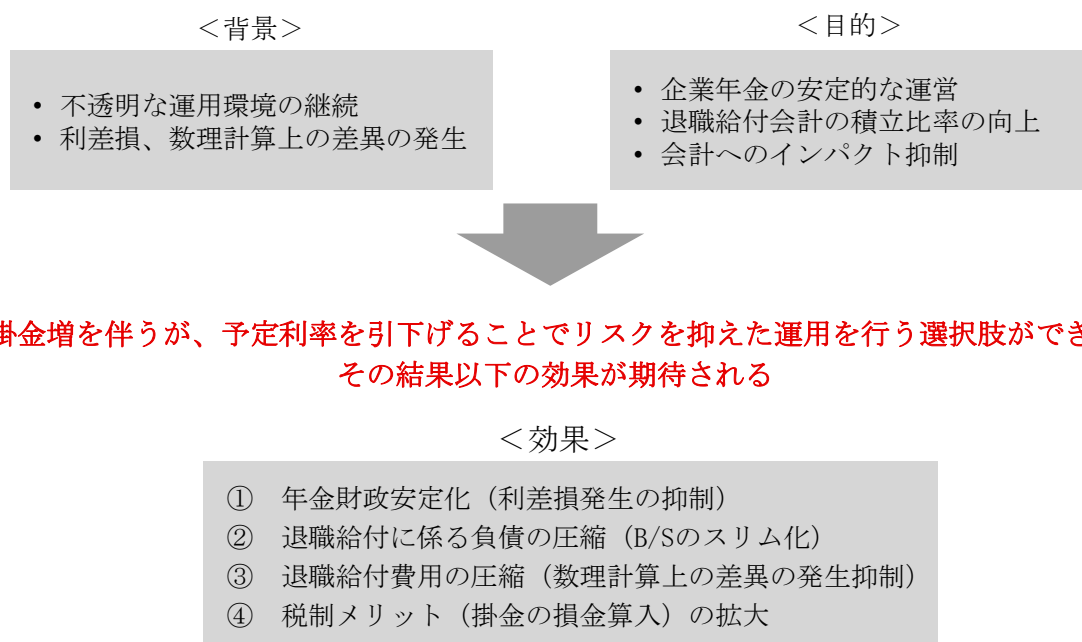 ＜背景＞
• 不透明な運用環境の継続
• 利差損、数理計算上の差異の発生
＜目的＞
• 企業年金の安定的な運営
• 退職給付会計の積立比率の向上
• 会計へのインパクト抑制
掛金増を伴うが、予定利率を引下げることでリスクを抑えた運用を行う選択肢ができ
その結果以下の効果が期待される
＜効果＞
① 年金財政安定化（利差損発生の抑制）
② 退職給付に係る負債の圧縮（B/Sのスリム化）
③ 退職給付費用の圧縮（数理計算上の差異の発生抑制）
④ 税制メリット（掛金の損金算入）の拡大